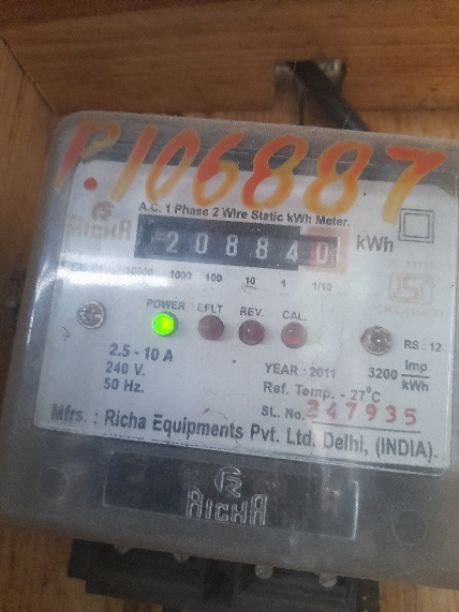 P.106887
A.C. 1 Phase 2 Wire Static kWh Meter.
RICHA
208840 kWh
10000 1000 100 10 1 1/10
POWER E.FLT REV. CAL.
ISI
RS : 12
2.5 - 10 A
240 V.
50 Hz.
YEAR : 2011
3200 Imp/kWh
Ref. Temp. - 27°C
SL. No. 247935
Mfrs. : Richa Equipments Pvt. Ltd. Delhi, (INDIA).
RICHA